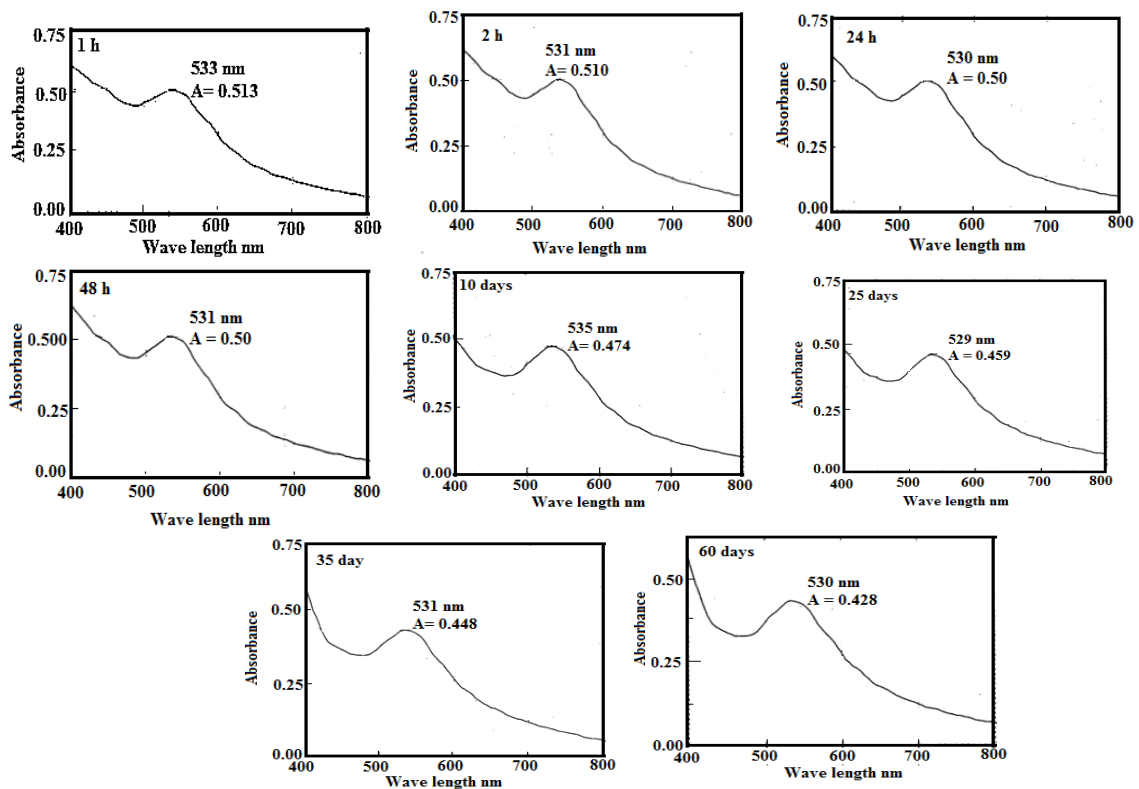 1 h
533 nm
A= 0.513
0.75
0.50
0.25
0.00
400 500 600 700 800
Absorbance
Wave length nm
2 h
531 nm
A= 0.510
0.75
0.50
0.25
0.00
400 500 600 700 800
Absorbance
Wave length nm
24 h
530 nm
A = 0.50
0.75
0.50
0.25
0.00
400 500 600 700 800
Absorbance
Wave length nm
48 h
531 nm
A = 0.50
0.75
0.500
0.25
0.00
400 500 600 700 800
Absorbance
Wave length nm
10 days
535 nm
A= 0.474
0.75
0.50
0.25
0.00
400 500 600 700 800
Absorbance
Wave length nm
25 days
529 nm
A = 0.459
0.75
0.50
0.25
0.00
400 500 600 700 800
Absorbance
Wave length nm
35 day
531 nm
A= 0.448
0.75
0.50
0.25
0.00
400 500 600 700 800
Absorbance
Wave length nm
60 days
530 nm
A = 0.428
0.50
0.25
0.00
400 500 600 700 800
Absorbance
Wave length nm